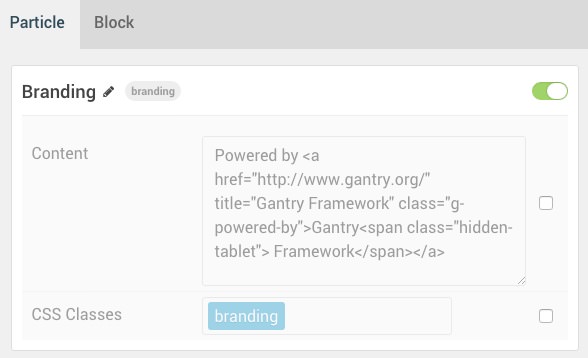 Particle Block
Branding branding
Content
Powered by <a
href="http://www.gantry.org/"
title="Gantry Framework" class="g-
powered-by">Gantry<span class="hidden-
tablet"> Framework</span></a>
CSS Classes branding